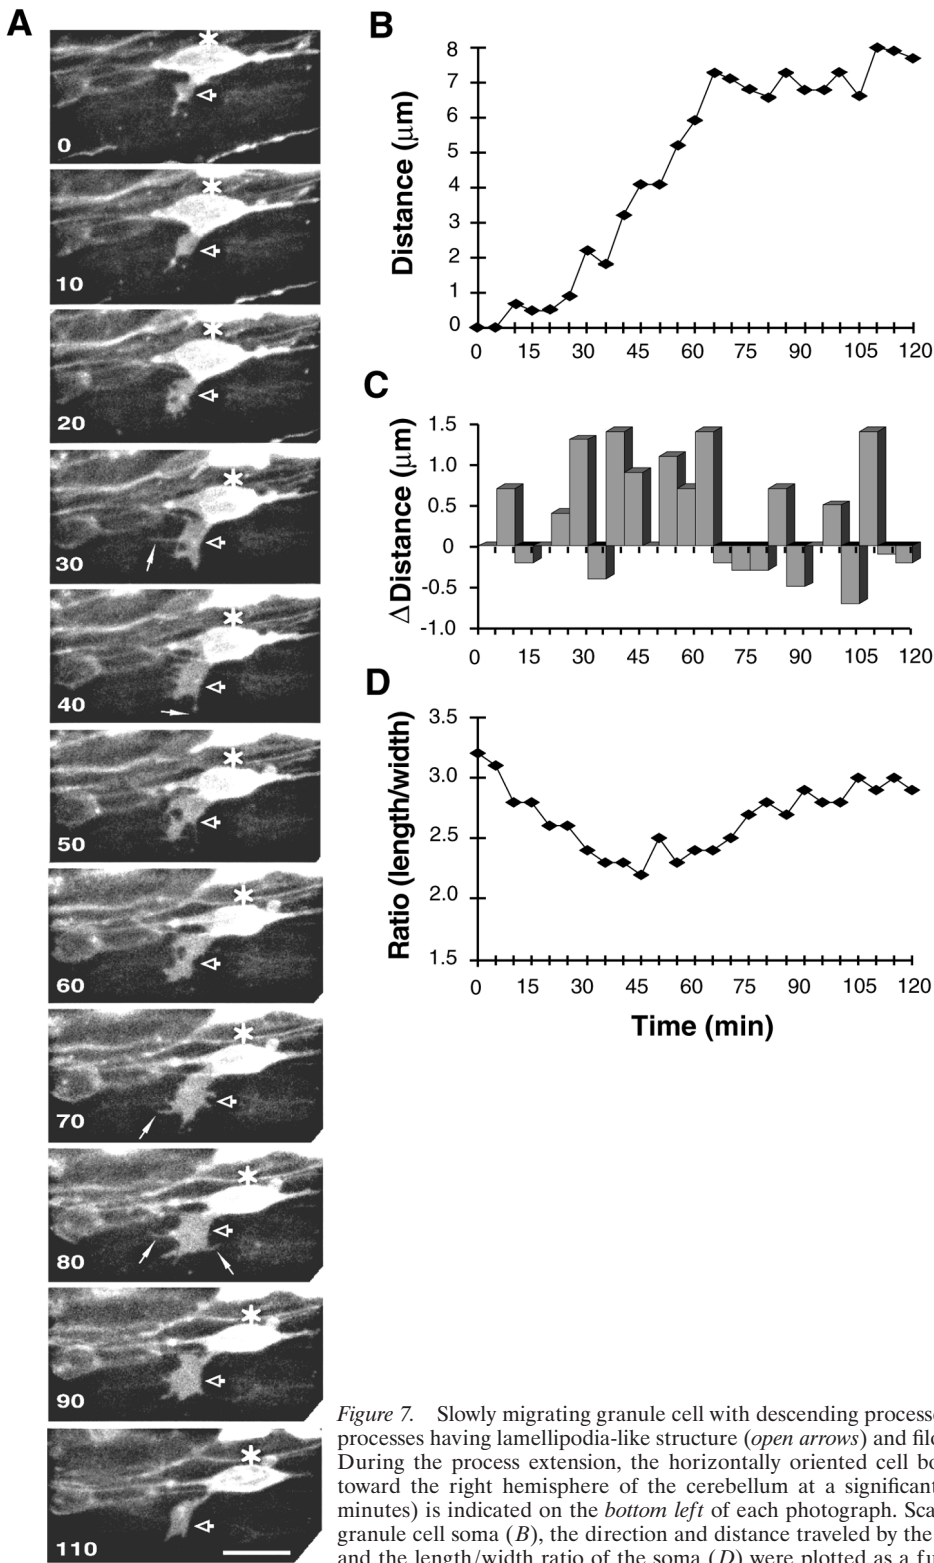 A
0
10
20
30
40
50
60
70
80
90
110
B
Distance (μm)
8
7
6
5
4
3
2
1
0
0 15 30 45 60 75 90 105 120
C
Δ Distance (μm)
1.5
1.0
0.5
0
-0.5
-1.0
0 15 30 45 60 75 90 105 120
D
Ratio (length/width)
3.5
3.0
2.5
2.0
1.5
0 15 30 45 60 75 90 105 120
Time (min)
Figure 7. Slowly migrating granule cell with descending
processes having lamellipodia-like structure (open arrows) and
During the process extension, the horizontally oriented cell
toward the right hemisphere of the cerebellum at a
minutes) is indicated on the bottom left of each photograph.
granule cell soma (B), the direction and distance traveled by the
and the length/width ratio of the soma (D) were plotted as a